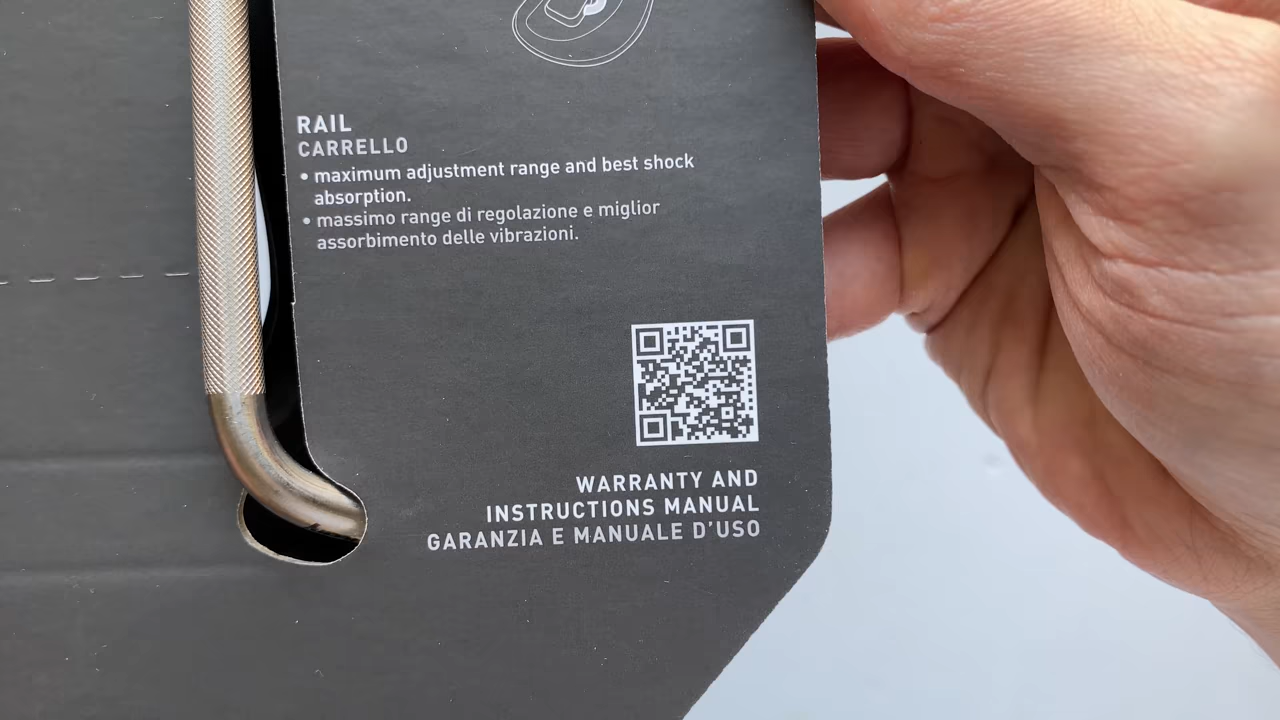 RAIL
CARRELLO
• maximum adjustment range and best shock
absorption.
• massimo range di regolazione e miglior
assorbimento delle vibrazioni.
WARRANTY AND
INSTRUCTIONS MANUAL
GARANZIA E MANUALE D'USO